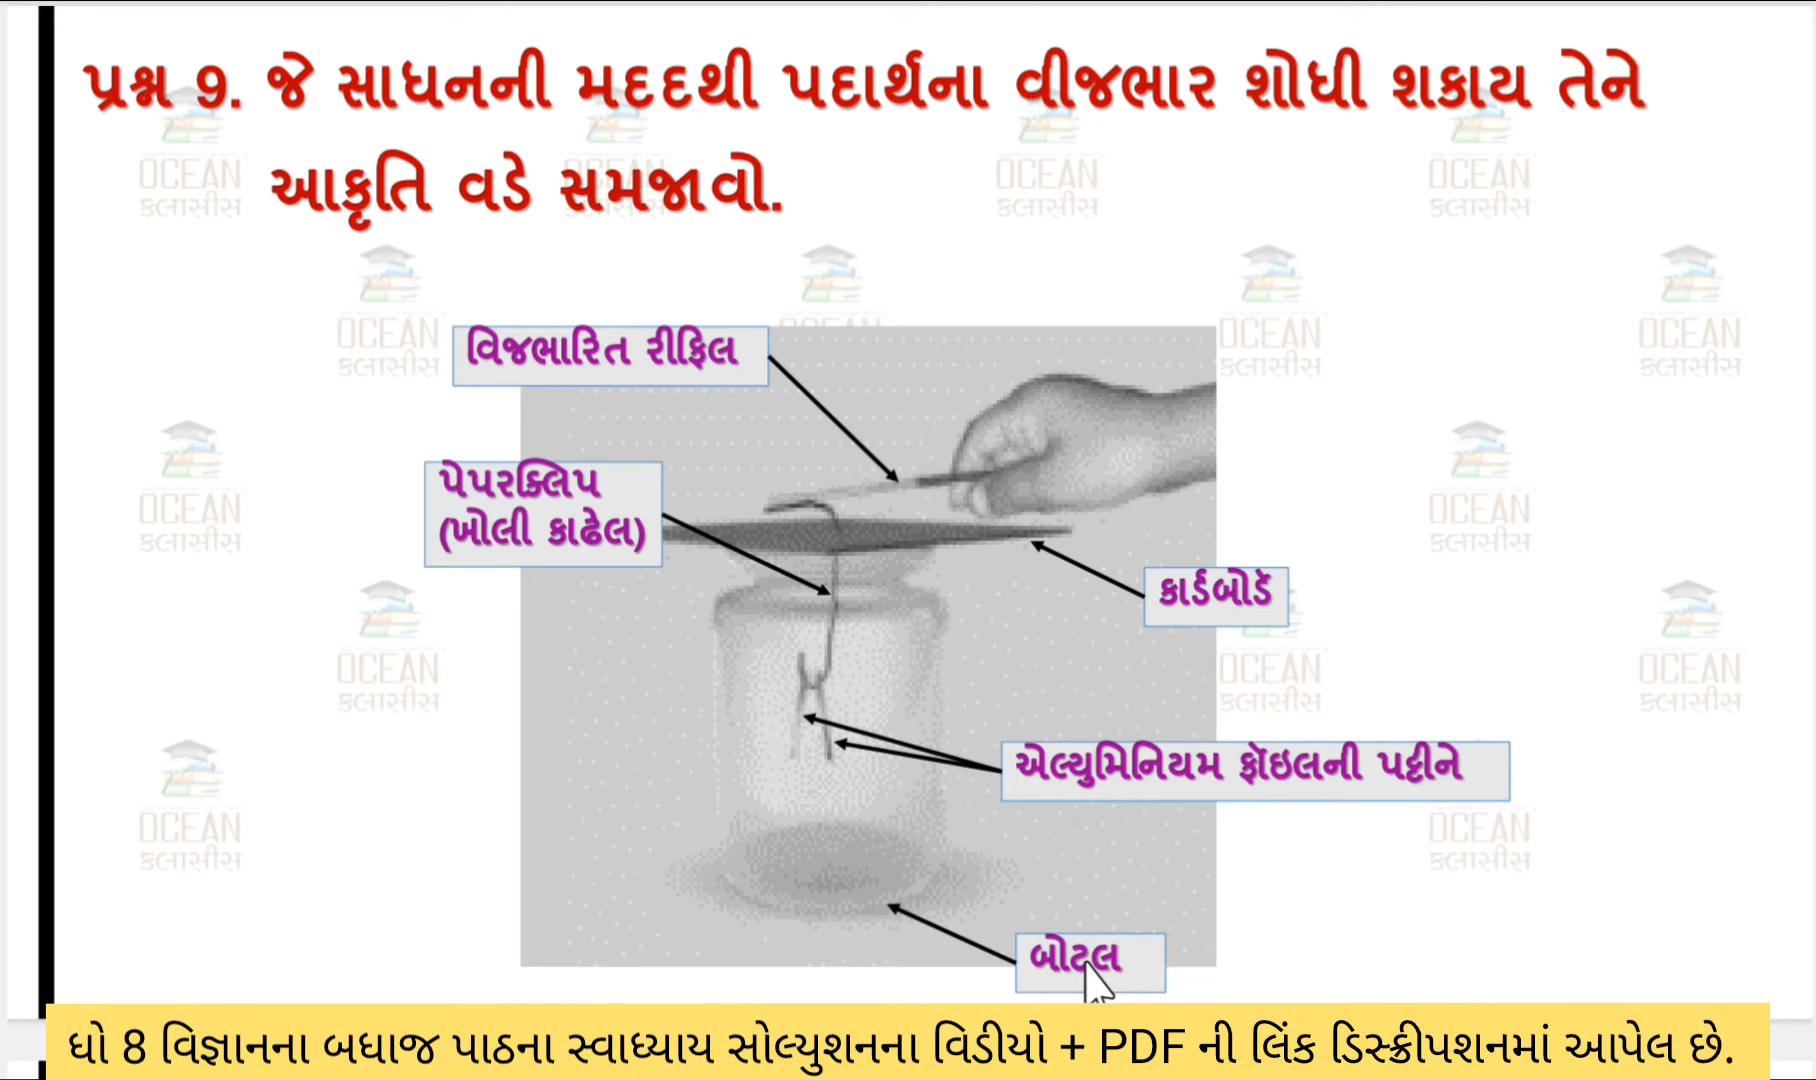 પ્રશ્ન 9. જે સાધનની મદદથી પદાર્થના વીજભાર શોધી શકાય તેને
આકૃતિ વડે સમજાવો.
વિજભારિત રીફિલ
પેપરક્લિપ
(ખોલી કાઢેલ)
કાર્ડબોર્ડ
એલ્યુમિનિયમ ફૉઇલની પટ્ટીને
બોટલ
ધો 8 વિજ્ઞાનના બધાજ પાઠના સ્વાધ્યાય સોલ્યુશનના વિડીયો + PDF ની લિંક ડિસ્ક્રીપશનમાં આપેલ છે.
OCEAN
ક્લાસીસ